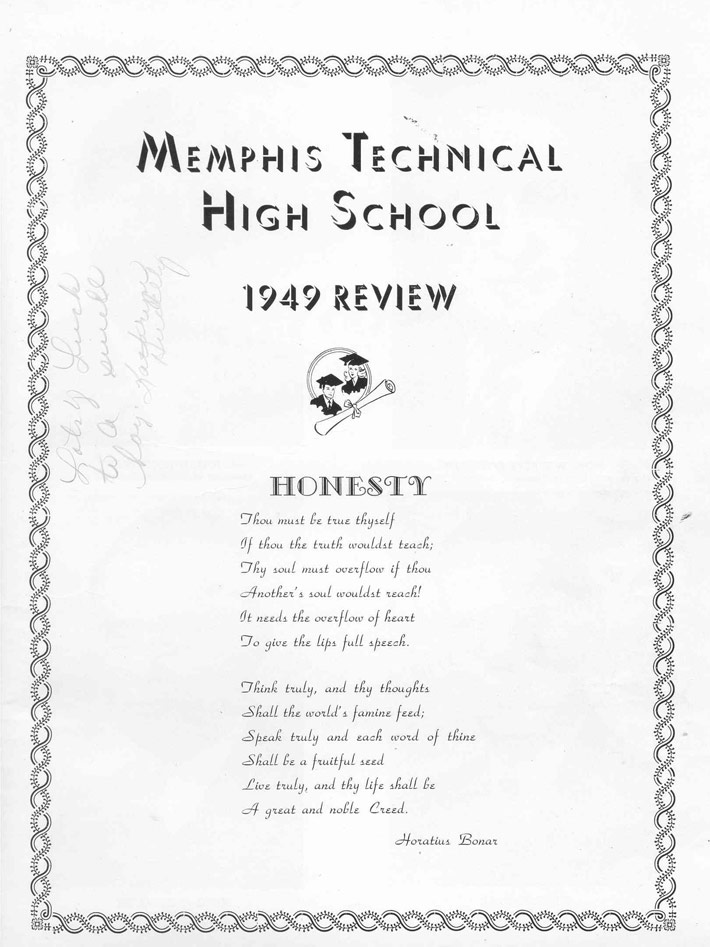 MEMPHIS TECHNICAL
HIGH SCHOOL
1949 REVIEW
Lots of Luck
to a swell
boy.
HONESTY
Thou must be true thyself
If thou the truth wouldst teach;
Thy soul must overflow if thou
Another's soul wouldst reach!
It needs the overflow of heart
To give the lips full speech.
Think truly, and thy thoughts
Shall the world's famine feed;
Speak truly and each word of thine
Shall be a fruitful seed
Live truly, and thy life shall be
A great and noble Creed.
Horatius Bonar